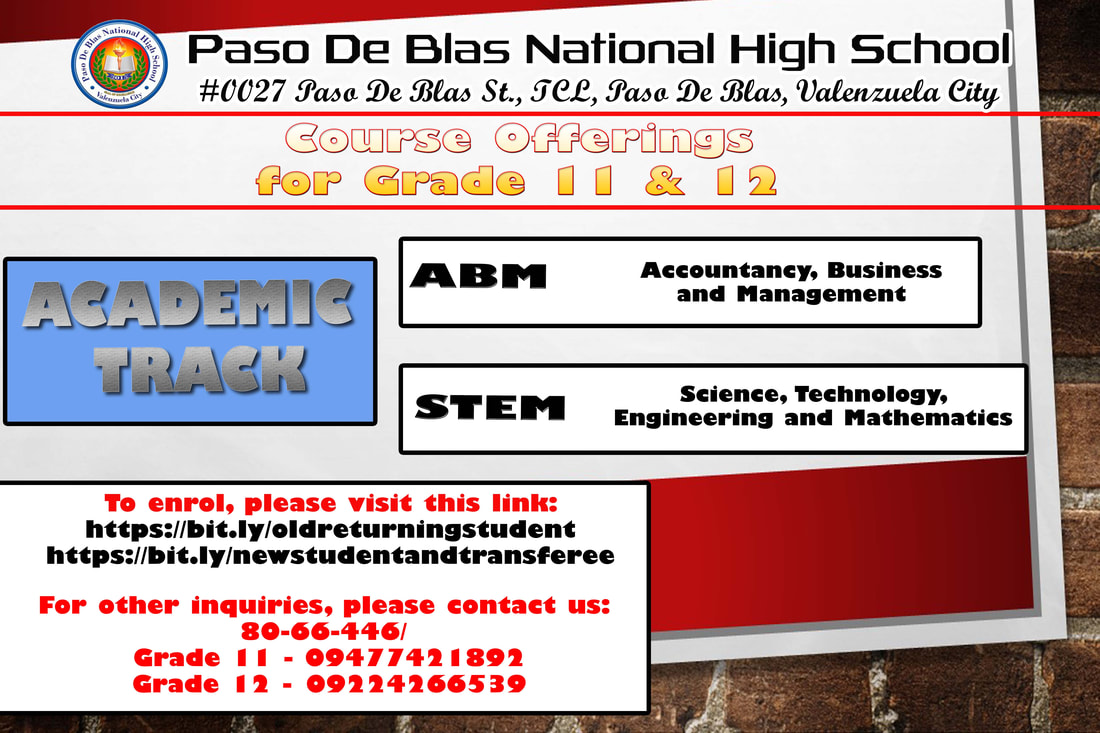 Paso De Blas National High School
Valenzuela City
Paso De Blas National High School
#0027 Paso De Blas St., TCL, Paso De Blas, Valenzuela City
Course Offerings
for Grade 11 & 12
ACADEMIC
TRACK
ABM
Accountancy, Business
and Management
STEM
Science, Technology,
Engineering and Mathematics
To enrol, please visit this link:
https://bit.ly/oldreturningstudent
https://bit.ly/newstudentandtransferee
For other inquiries, please contact us:
80-66-446/
Grade 11 - 09477421892
Grade 12 - 09224266539